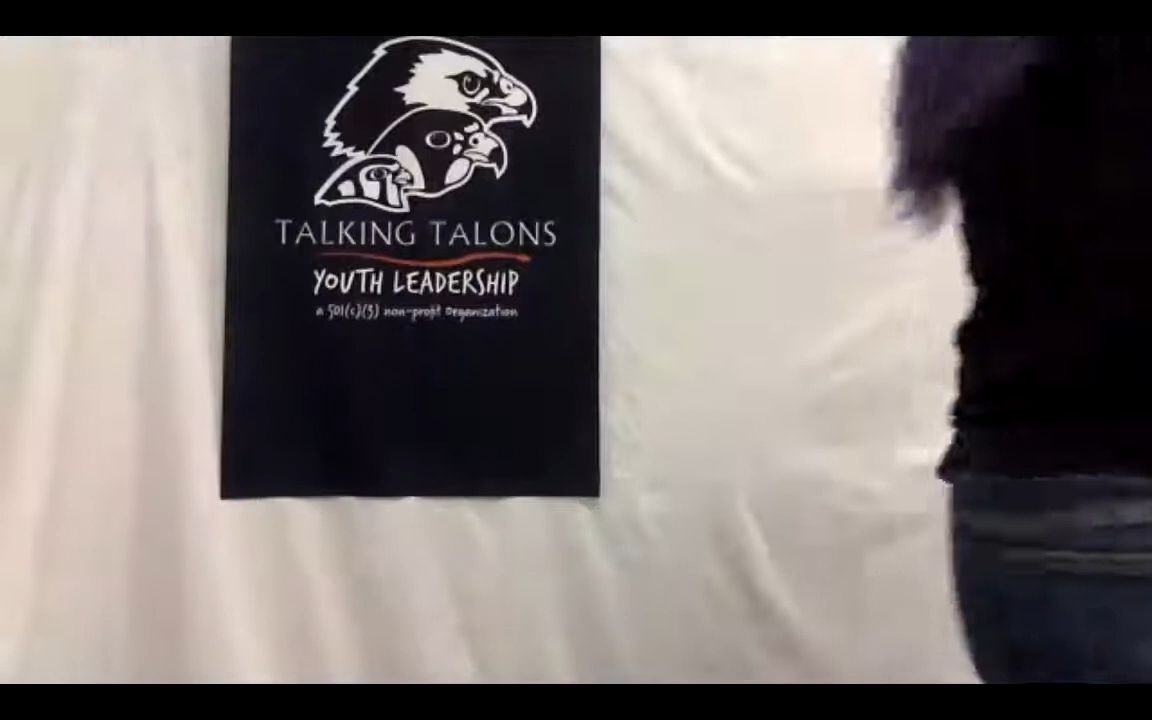 TALKING TALONS
YOUTH LEADERSHIP
a 501(c)(3) non-profit organization